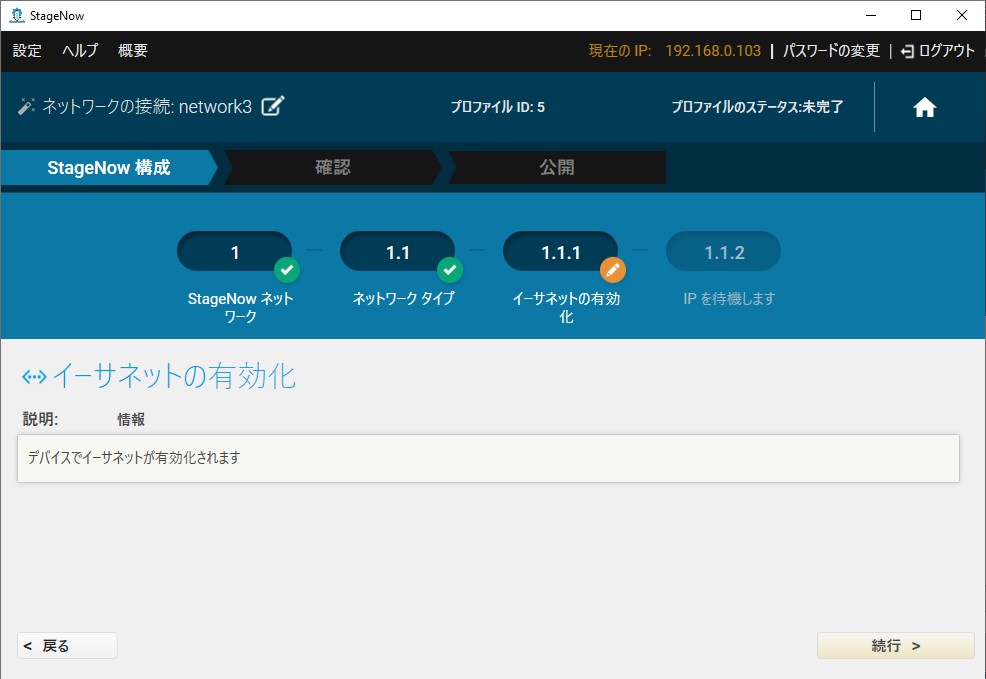 StageNow
設定 ヘルプ 概要 現在の IP: 192.168.0.103 | パスワードの変更 | ログアウト
ネットワークの接続: network3 プロファイル ID: 5 プロファイルのステータス:未完了
StageNow 構成 確認 公開
1 1.1 1.1.1 1.1.2
StageNow ネット
ワーク
ネットワーク タイプ
イーサネットの有効
化
IP を待機します
イーサネットの有効化
説明: 情報
デバイスでイーサネットが有効化されます
< 戻る 続行 >